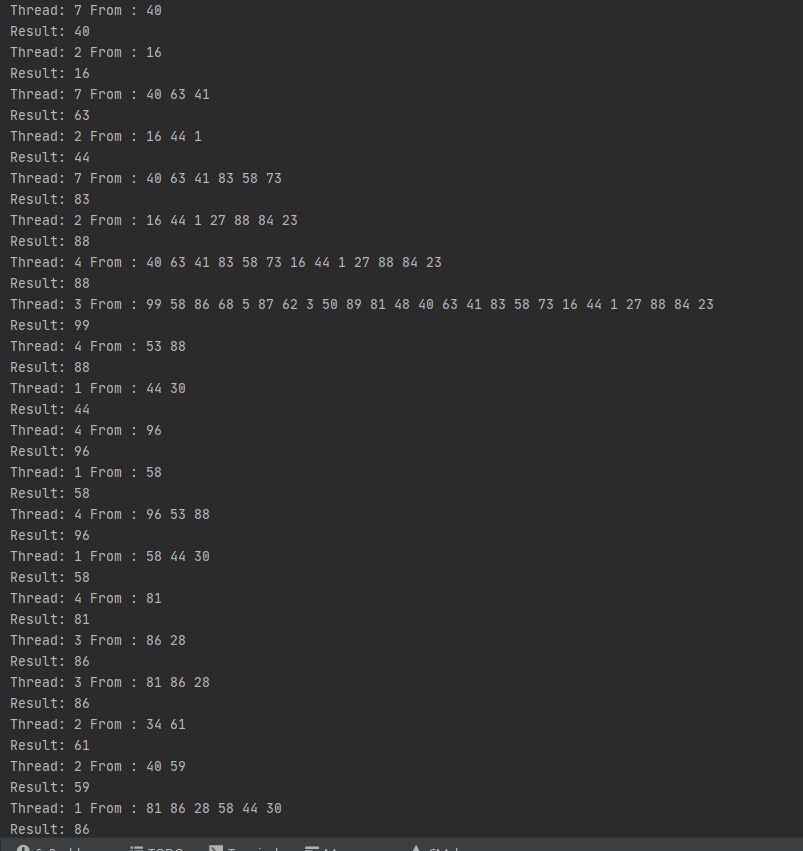 Thread: 7 From : 40
Result: 40
Thread: 2 From : 16
Result: 16
Thread: 7 From : 40 63 41
Result: 63
Thread: 2 From : 16 44 1
Result: 44
Thread: 7 From : 40 63 41 83 58 73
Result: 83
Thread: 2 From : 16 44 1 27 88 84 23
Result: 88
Thread: 4 From : 40 63 41 83 58 73 16 44 1 27 88 84 23
Result: 88
Thread: 3 From : 99 58 86 68 5 87 62 3 50 89 81 48 40 63 41 83 58 73 16 44 1 27 88 84 23
Result: 99
Thread: 4 From : 53 88
Result: 88
Thread: 1 From : 44 30
Result: 44
Thread: 4 From : 96
Result: 96
Thread: 1 From : 58
Result: 58
Thread: 4 From : 96 53 88
Result: 96
Thread: 1 From : 58 44 30
Result: 58
Thread: 4 From : 81
Result: 81
Thread: 3 From : 86 28
Result: 86
Thread: 3 From : 81 86 28
Result: 86
Thread: 2 From : 34 61
Result: 61
Thread: 2 From : 40 59
Result: 59
Thread: 1 From : 81 86 28 58 44 30
Result: 86